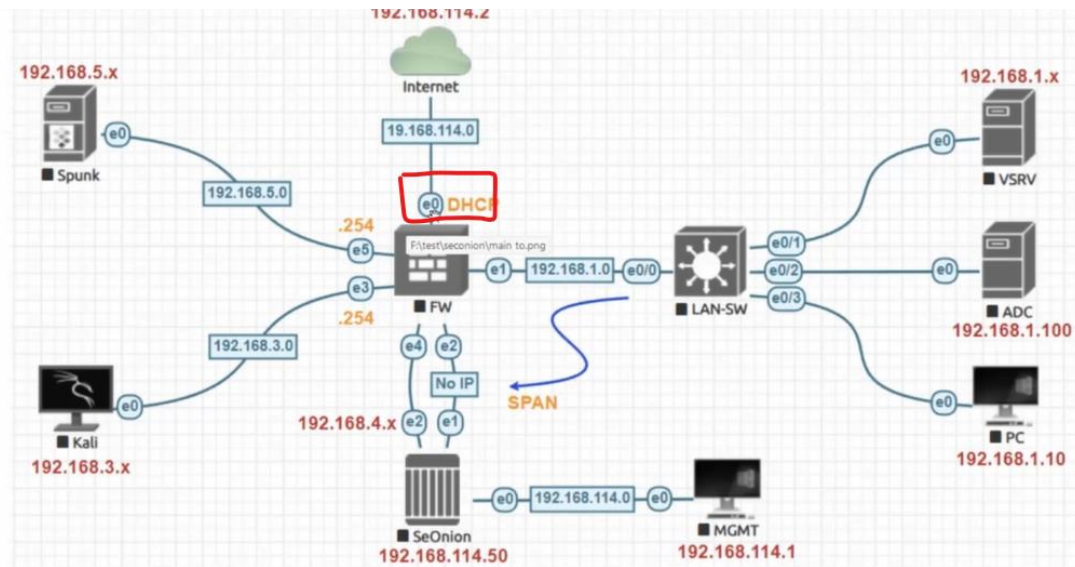 192.168.114.2
Internet
19.168.114.0
e0 DHCP
192.168.5.x
e0
Spunk
192.168.5.0
.254
e5
F:\test\seconion\main to.png
e3
.254
FW
e1
192.168.1.0
e0/0
LAN-SW
e0/1
e0/2
e0/3
192.168.1.x
e0
VSRV
e0
ADC
192.168.1.100
e0
PC
192.168.1.10
192.168.3.0
e0
Kali
192.168.3.x
e4
e2
No IP
SPAN
192.168.4.x
e2
e1
SeOnion
192.168.114.50
e0
192.168.114.0
e0
MGMT
192.168.114.1